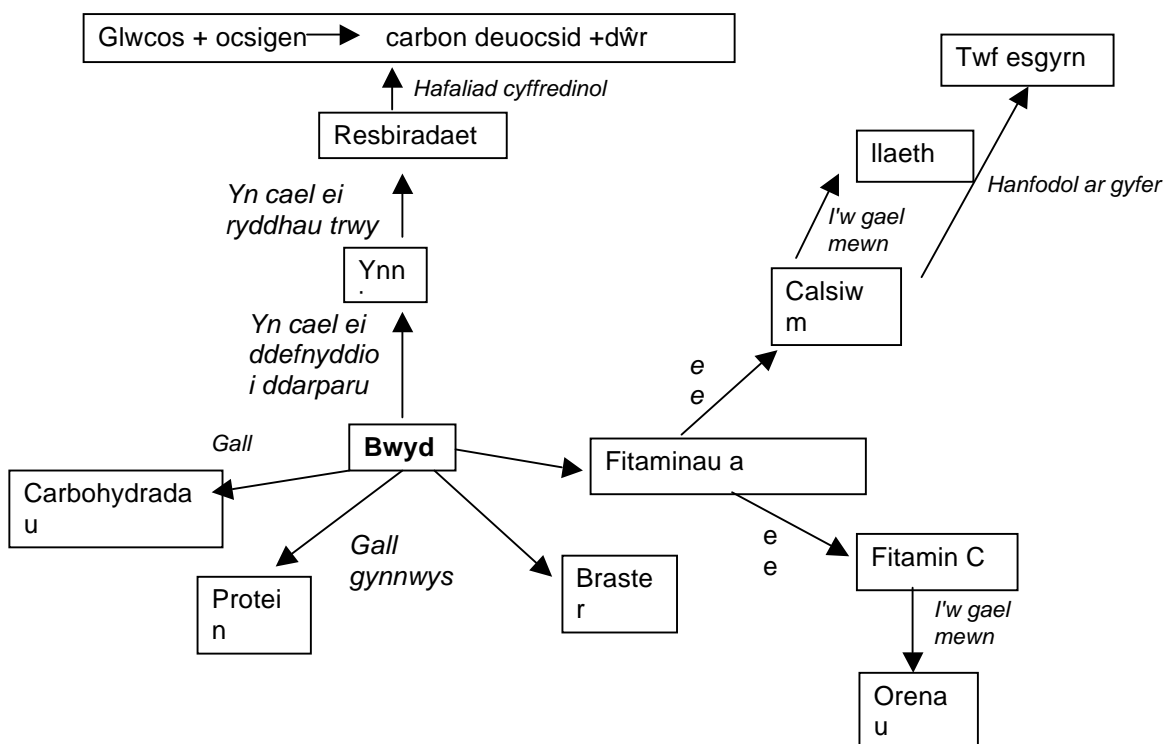 Glwcos + ocsigen carbon deuocsid +dŵr
Hafaliad cyffredinol
Twf esgyrn
Resbiradaet
llaeth
Hanfodol ar gyfer
Yn cael ei
ryddhau trwy
I'w gael
mewn
Ynn
Calsiw
m
Yn cael ei
ddefnyddio
i ddarparu
e
e
Gall
Bwyd
Fitaminau a
Carbohydrada
u
Gall
gynnwys
e
e
Fitamin C
Protei
n
Braste
r
I'w gael
mewn
Orena
u